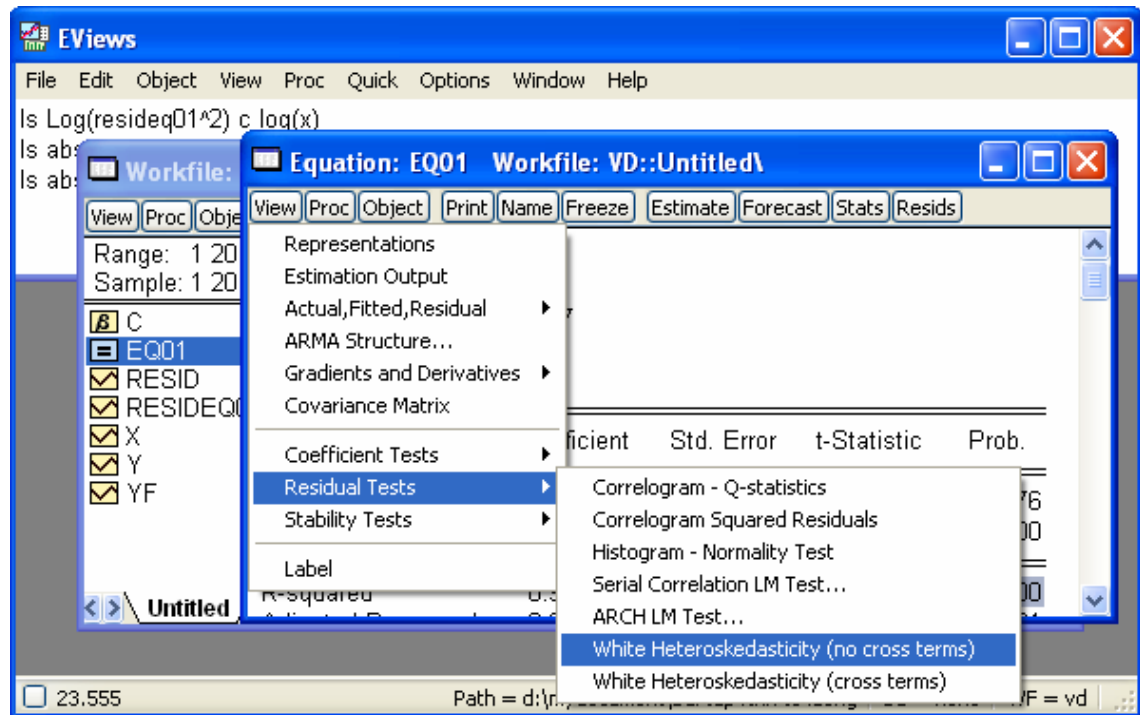 EViews
File Edit Object View Proc Quick Options Window Help
ls Log(resideq01^2) c log(x)
ls abs
ls abs
Workfile:
View Proc Obje
Range: 1 20
Sample: 1 20
C
EQ01
RESID
RESIDEQ0
X
Y
YF
Untitled
Equation: EQ01 Workfile: VD::Untitled\
View Proc Object Print Name Freeze Estimate Forecast Stats Resids
Representations
Estimation Output
Actual,Fitted,Residual
ARMA Structure...
Gradients and Derivatives
Covariance Matrix
Coefficient Tests
Residual Tests
Stability Tests
Label
ficient Std. Error t-Statistic Prob.
R-squared
Correlogram - Q-statistics
Correlogram Squared Residuals
Histogram - Normality Test
Serial Correlation LM Test...
ARCH LM Test...
White Heteroskedasticity (no cross terms)
White Heteroskedasticity (cross terms)
23.555
Path = d:\
= vd